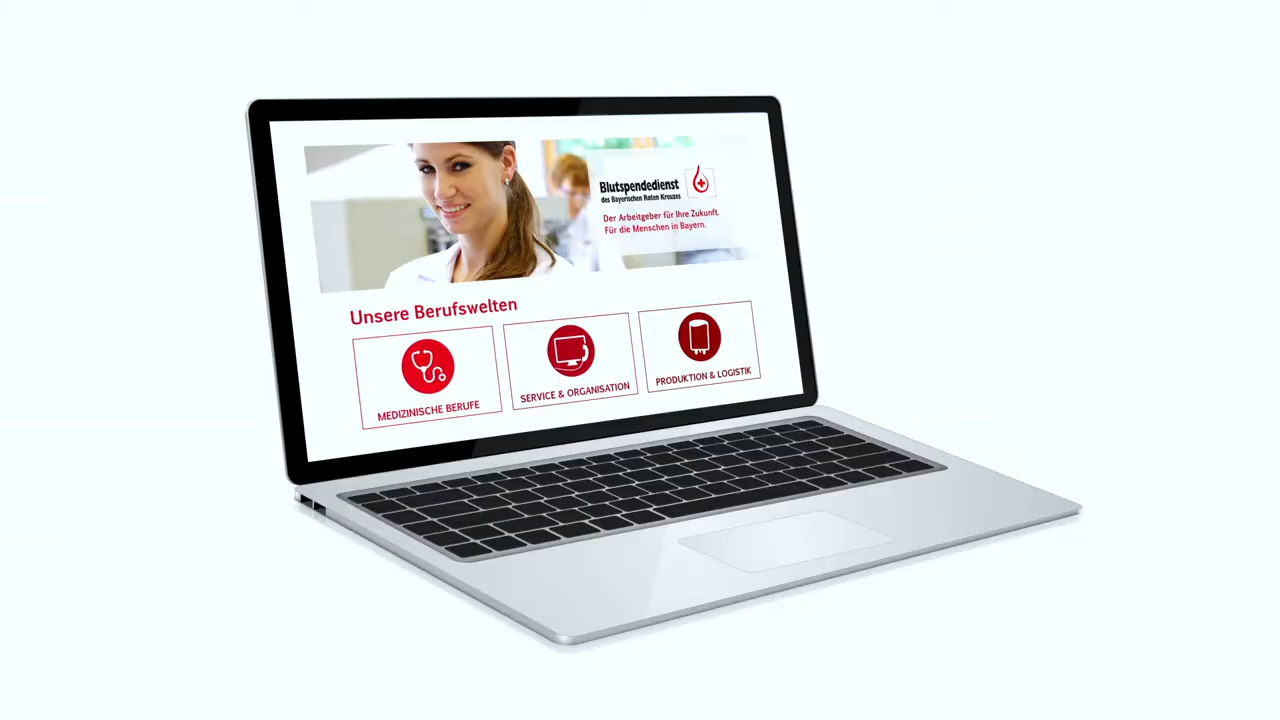 Blutspendedienst
des Bayerischen Roten Kreuzes
Der Arbeitgeber für Ihre Zukunft.
Für die Menschen in Bayern.
Unsere Berufswelten
MEDIZINISCHE BERUFE
SERVICE & ORGANISATION
PRODUKTION & LOGISTIK